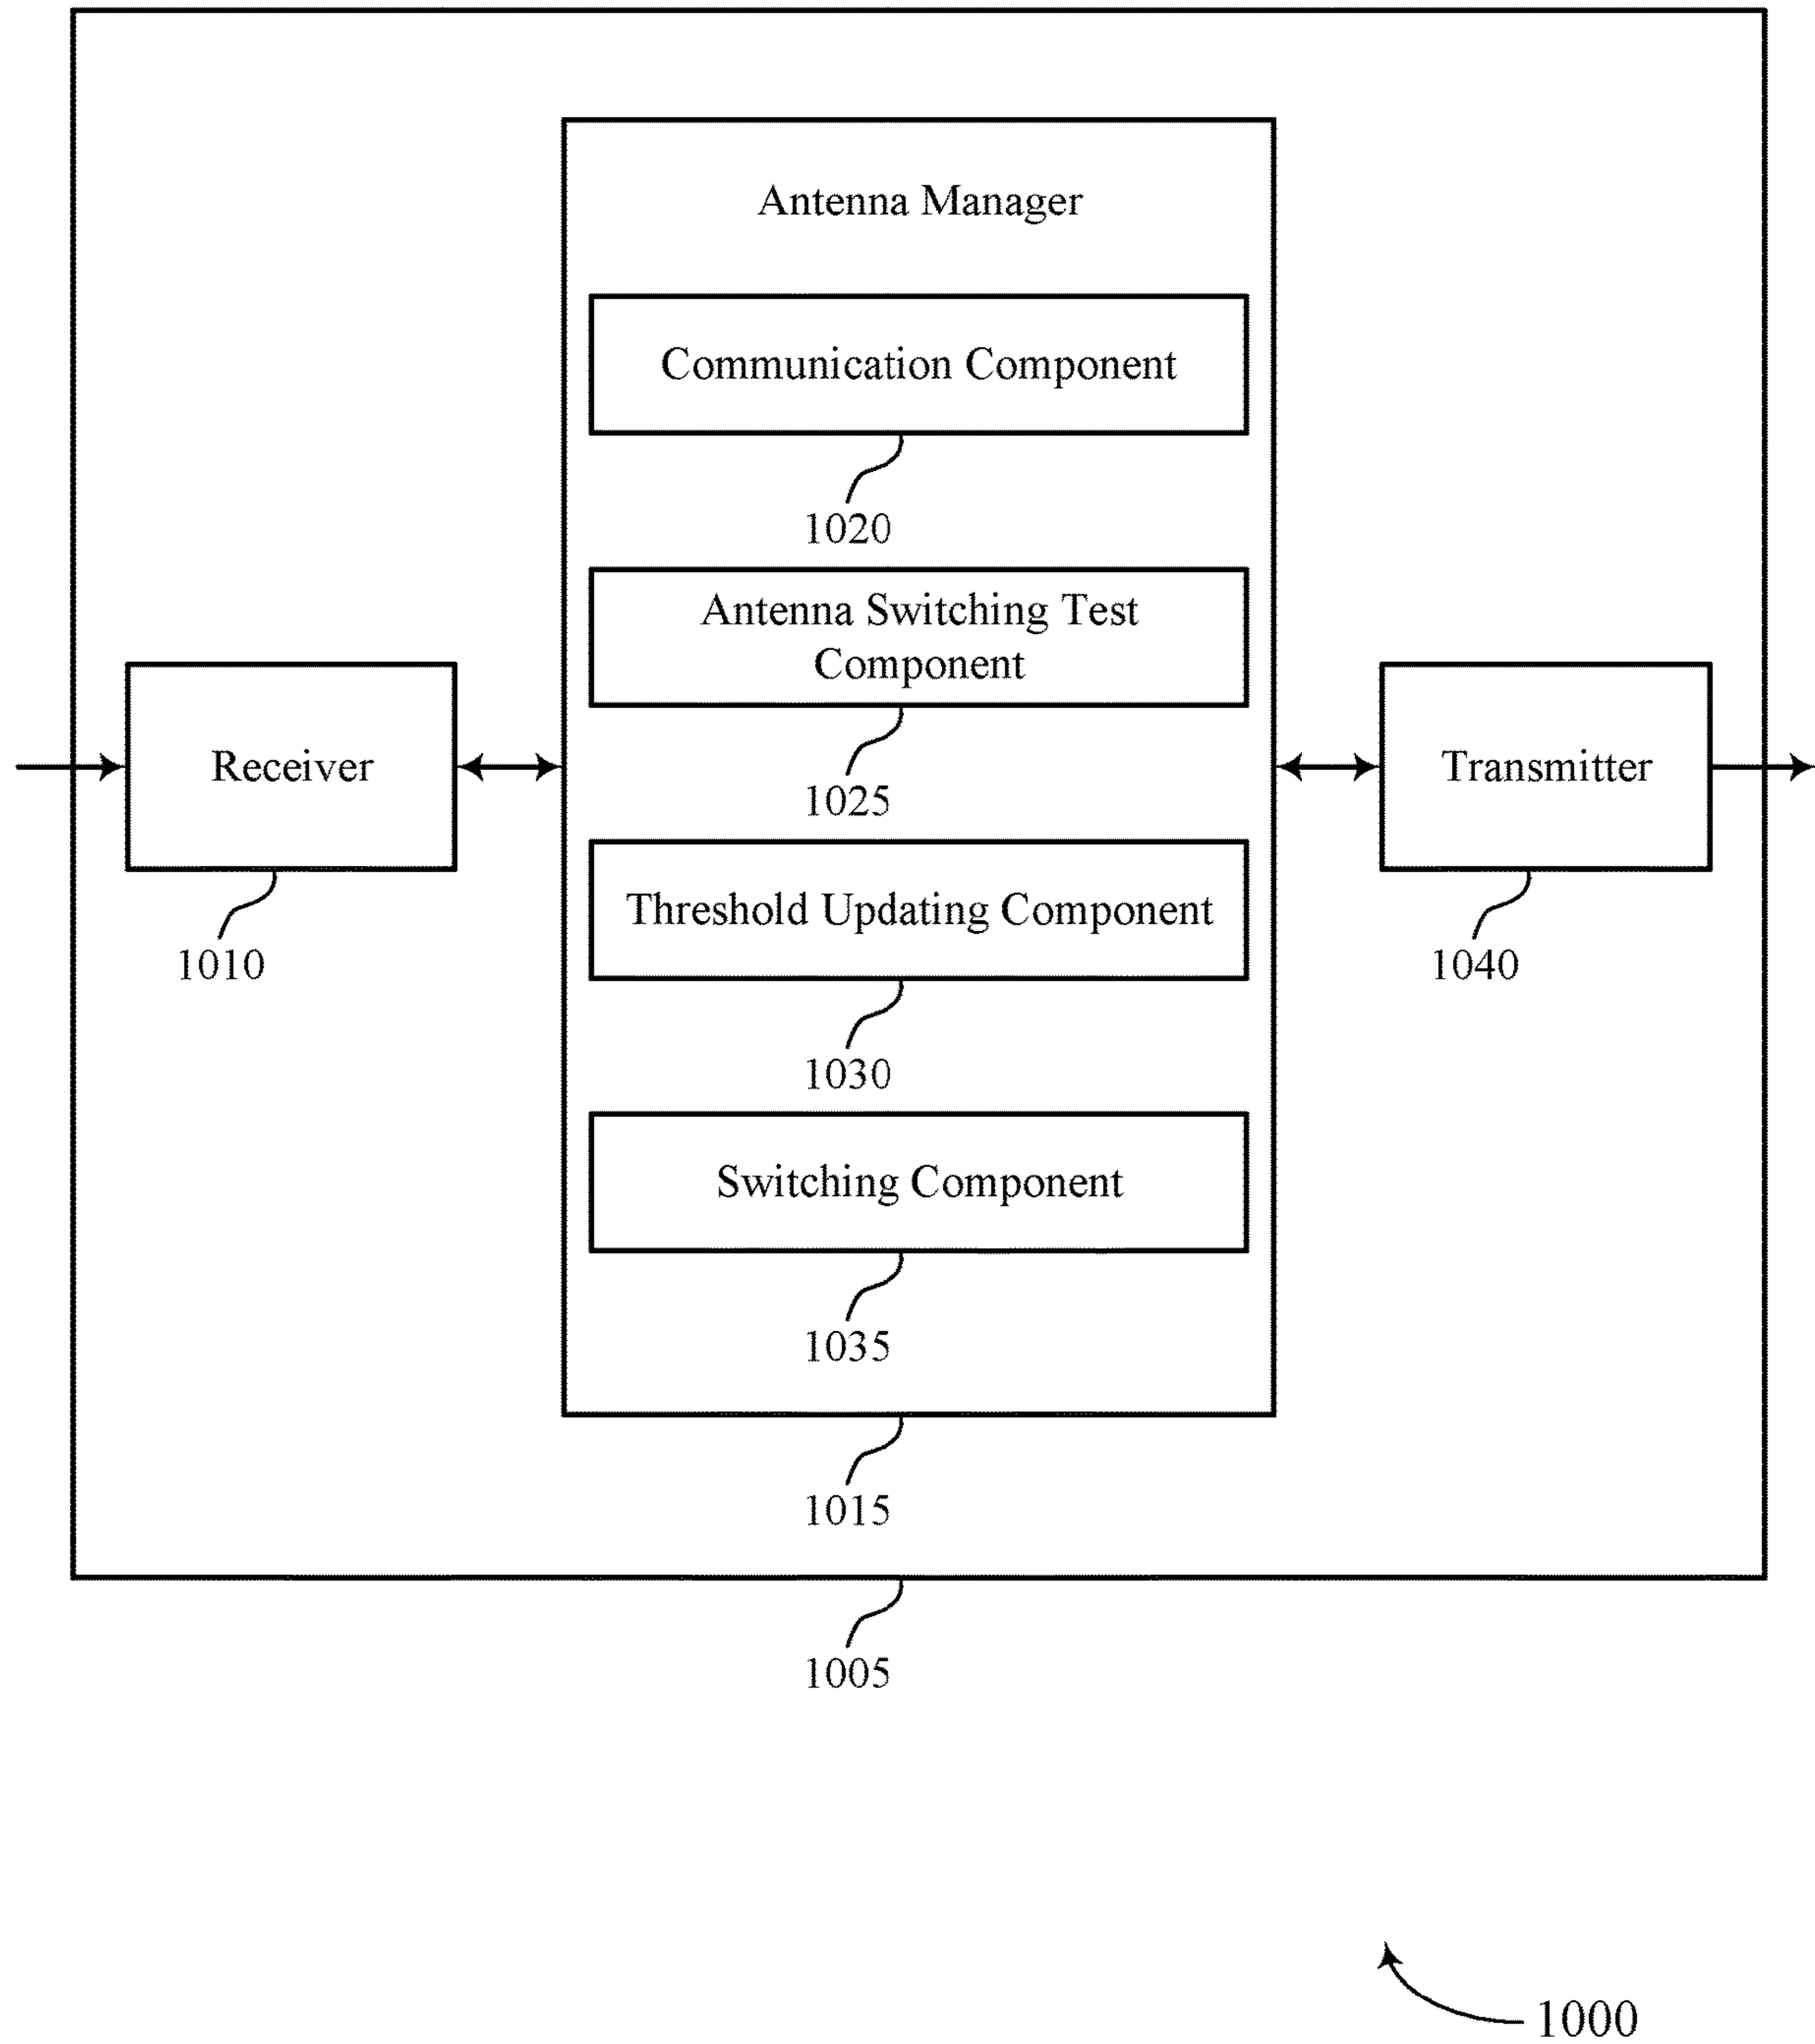 Antenna Manager
Communication Component
1020
Antenna Switching Test
Component
1025
Receiver
1010
Transmitter
1040
Threshold Updating Component
1030
Switching Component
1035
1015
1005
1000